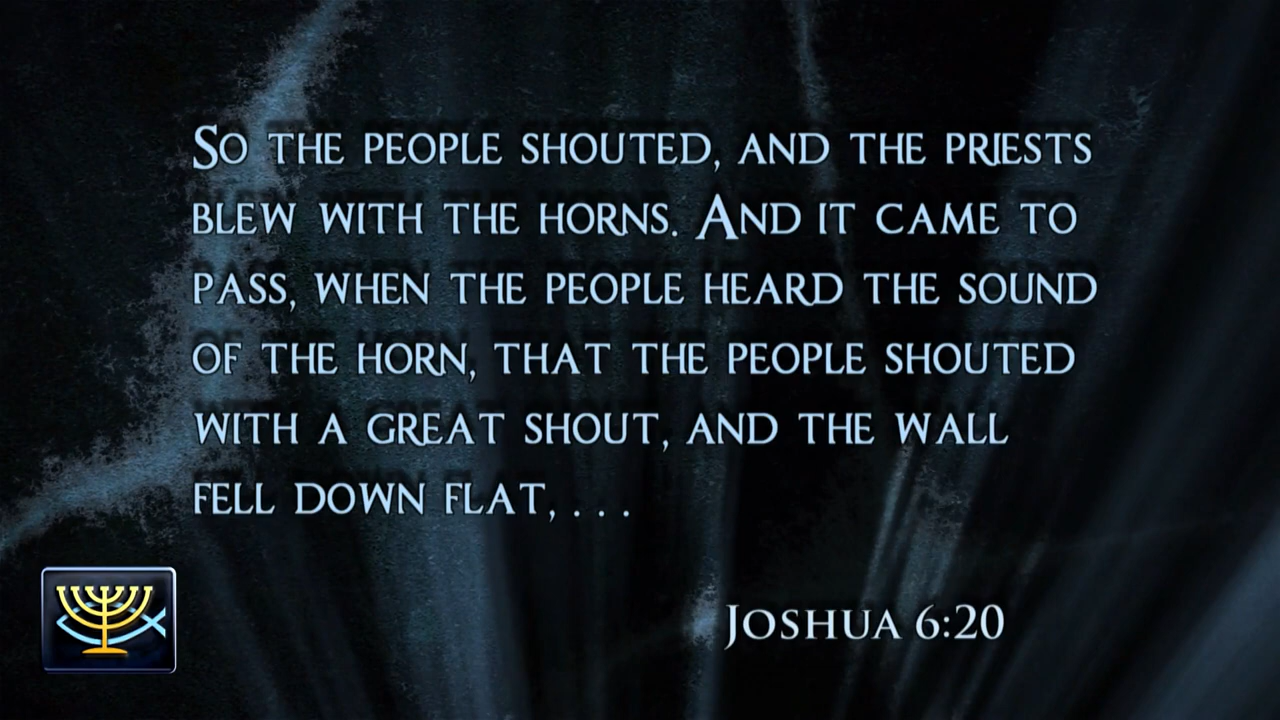 So the people shouted, and the priests
blew with the horns. And it came to
pass, when the people heard the sound
of the horn, that the people shouted
with a great shout, and the wall
fell down flat, . . .
Joshua 6:20